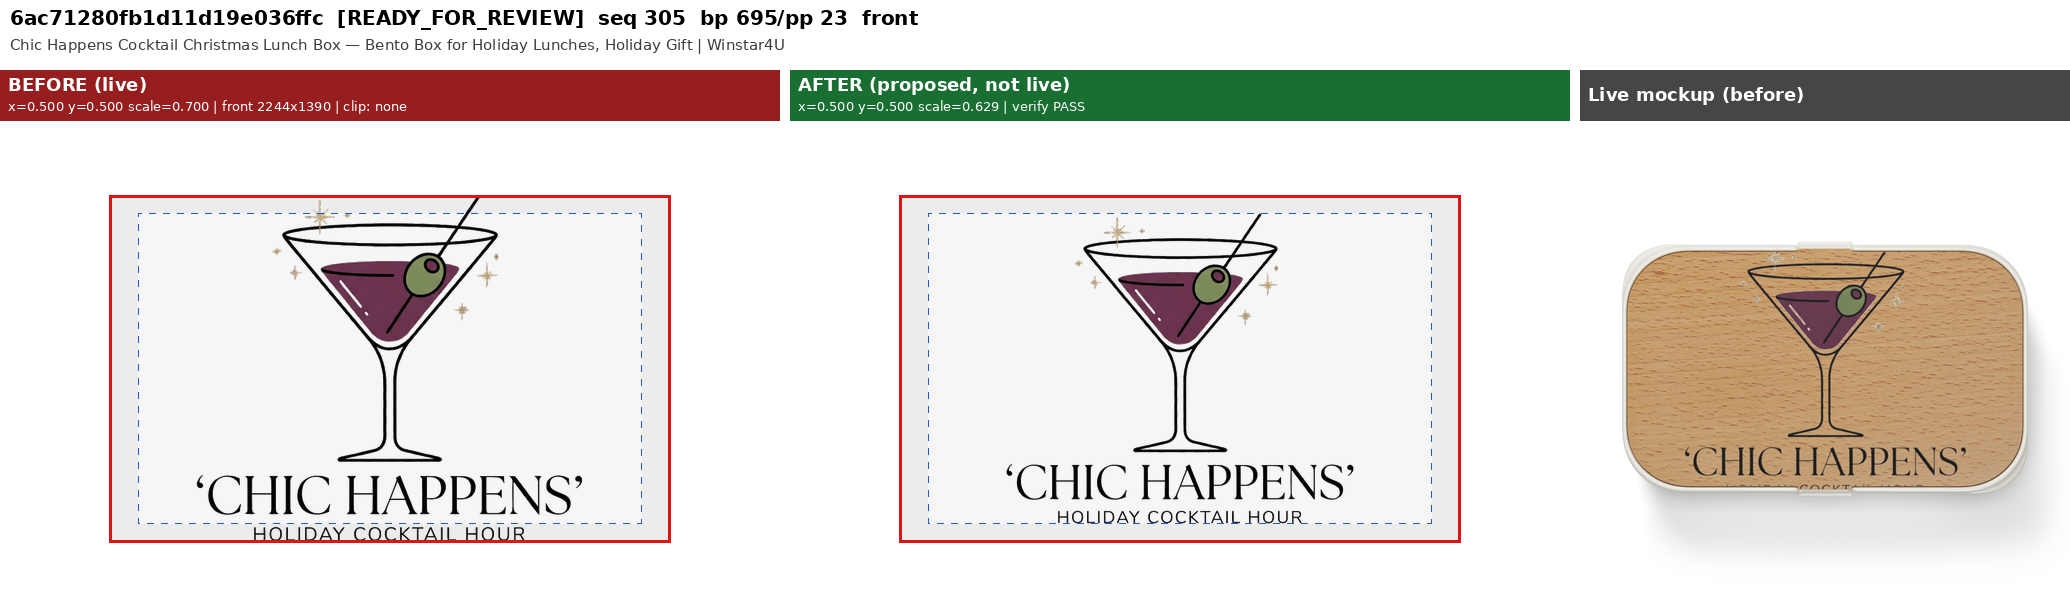 6ac71280fb1d11d19e036ffc [READY_FOR_REVIEW] seq 305 bp 695/pp 23 front
Chic Happens Cocktail Christmas Lunch Box — Bento Box for Holiday Lunches, Holiday Gift | Winstar4U
BEFORE (live)
x=0.500 y=0.500 scale=0.700 | front 2244x1390 | clip: none
AFTER (proposed, not live)
x=0.500 y=0.500 scale=0.629 | verify PASS
Live mockup (before)
‘CHIC HAPPENS’
HOLIDAY COCKTAIL HOUR
‘CHIC HAPPENS’
HOLIDAY COCKTAIL HOUR
‘CHIC HAPPENS’